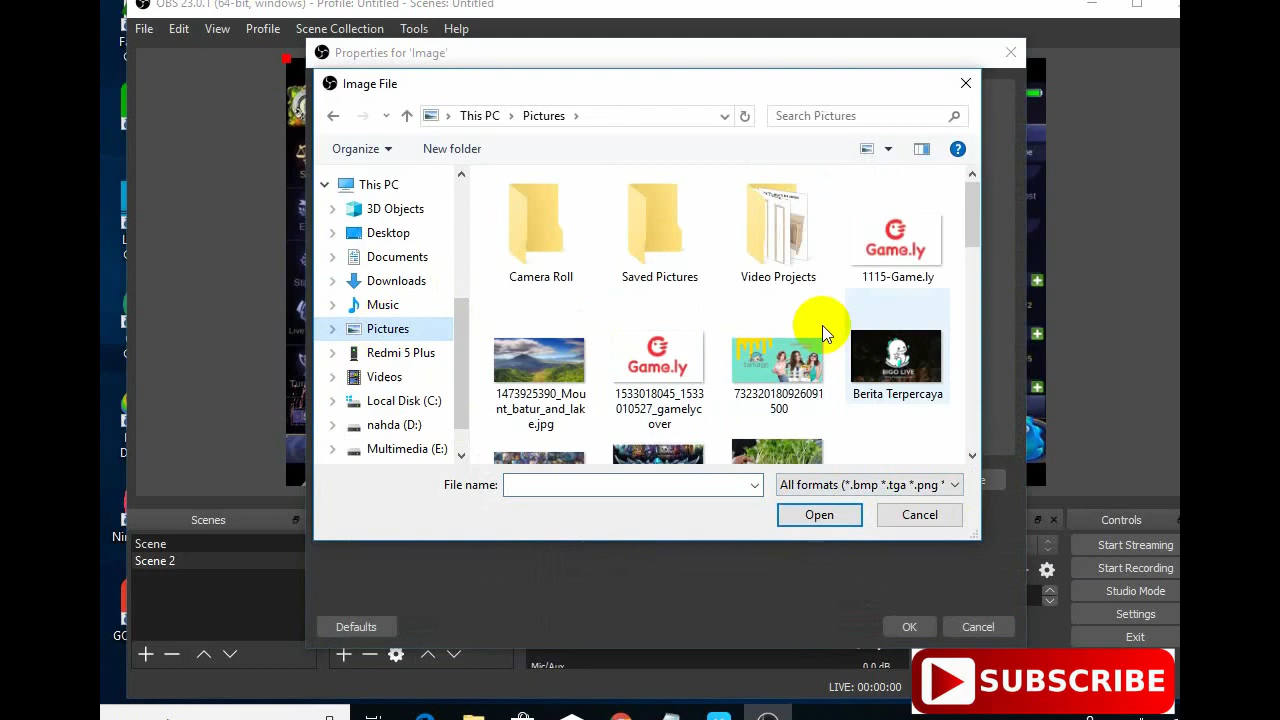 OBS 23.0.1 (64-bit, windows) - Profile: Untitled - Scenes: Untitled
File Edit View Profile Scene Collection Tools Help
Properties for 'Image'
Image File
This PC Pictures
Search Pictures
Organize New folder
This PC
3D Objects
Desktop
Documents
Downloads
Music
Pictures
Redmi 5 Plus
Videos
Local Disk (C:)
nahda (D:)
Multimedia (E:)
Camera Roll
Saved Pictures
Video Projects
Game.ly
1115-Game.ly
1473925390_Mou
nt_batur_and_lak
e.jpg
Game.ly
1533018045_1533
010527_gamelyc
over
732320180926091
500
BIGO LIVE
Berita Terpercaya
File name:
All formats (*.bmp *.tga *.png *
Open Cancel
Scenes
Scene
Scene 2
Controls
Start Streaming
Start Recording
Studio Mode
Settings
Exit
Defaults
OK Cancel
Mic/Aux 0.0 dB
LIVE: 00:00:00
SUBSCRIBE